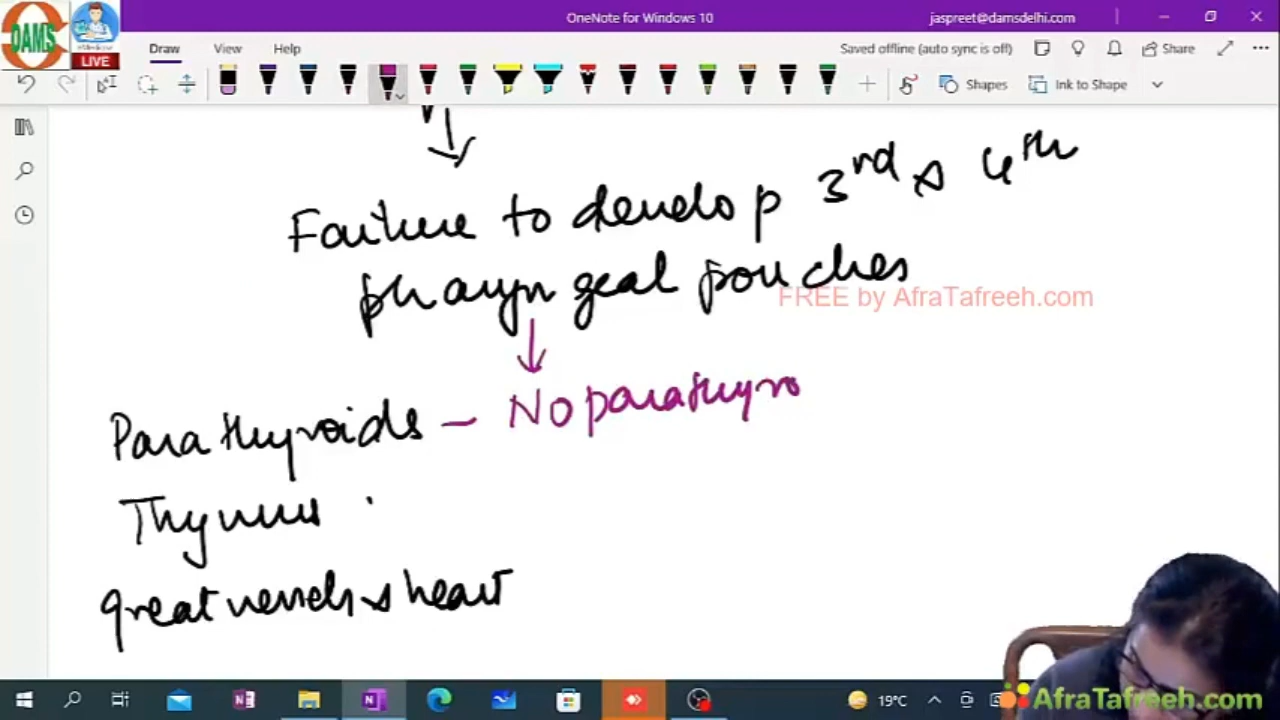 DAMS
LIVE
OneNote for Windows 10
jaspreet@damsdelhi.com
Draw View Help
Saved offline (auto sync is off)
Share
Shapes
Ink to Shape
Failure to develop 3rd & 4th
pharyngeal pouches
FREE by AfraTafreeh.com
Parathyroids - No parathyro
Thymus
great vessels & heart
19°C
AfraTafreeh.com